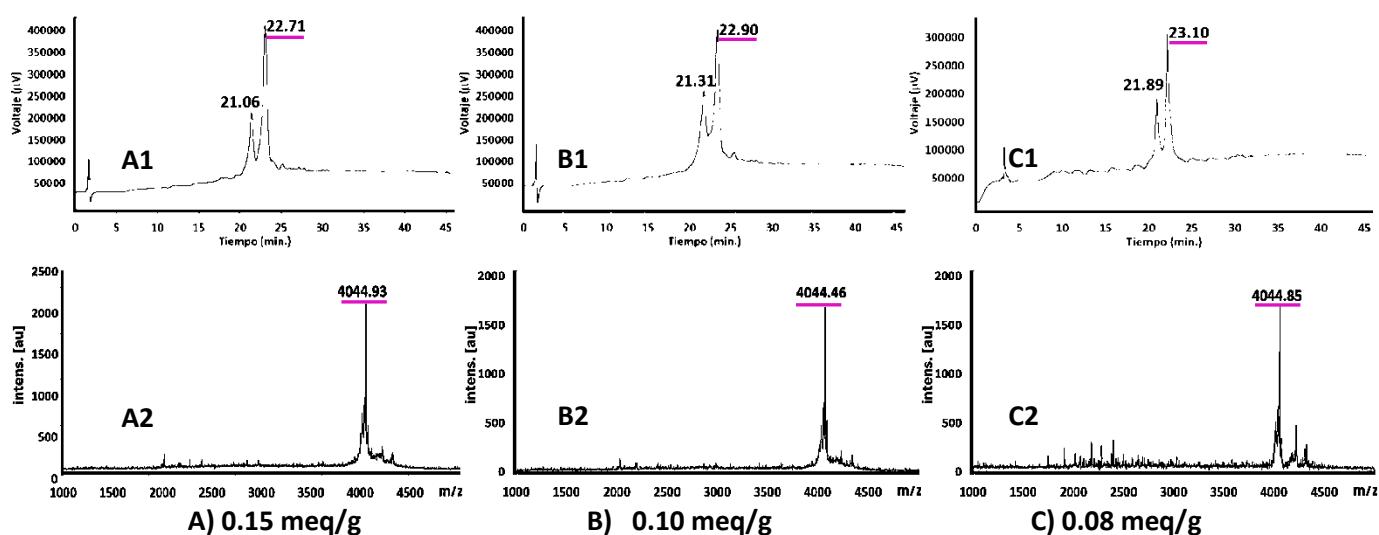 400000
350000
300000
250000
200000
150000
100000
50000
Voltaje (µV)
22.71
21.06
A1
0 5 10 15 20 25 30 35 40 45
Tiempo (min.)
400000
350000
300000
250000
200000
150000
100000
50000
Voltaje (µV)
22.90
21.31
B1
0 5 10 15 20 25 30 35 40 45
Tiempo (min.)
300000
250000
200000
150000
100000
50000
Voltaje (µV)
23.10
21.89
C1
0 5 10 15 20 25 30 35 40 45
Tiempo (min.)
2500
2000
1500
1000
500
0
intens. [au]
4044.93
A2
1000 2000 2500 3000 3500 4000 4500 m/z
2000
1500
1000
500
0
intens. [au]
4044.46
B2
1000 1500 2000 2500 3000 3500 4000 4500 m/z
2000
1500
1000
500
0
intens. [au]
4044.85
C2
1000 1500 2000 2500 3000 3500 4000 4500 m/z
A) 0.15 meq/g
B) 0.10 meq/g
C) 0.08 meq/g